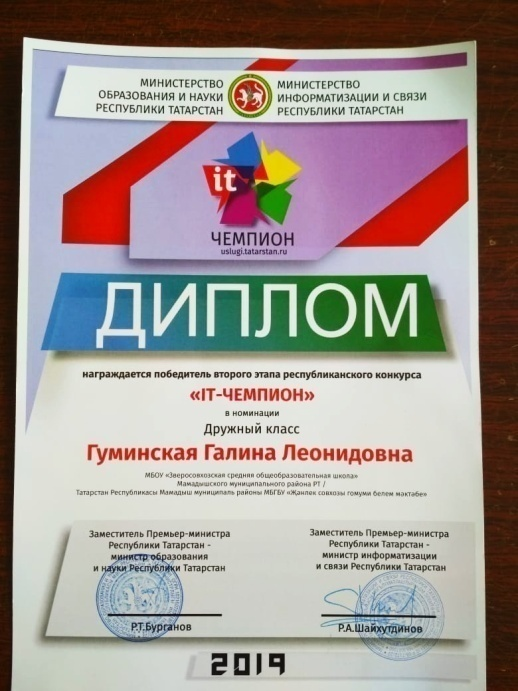 МИНИСТЕРСТВО
ОБРАЗОВАНИЯ И НАУКИ
РЕСПУБЛИКИ ТАТАРСТАН
МИНИСТЕРСТВО
ИНФОРМАТИЗАЦИИ И СВЯЗИ
РЕСПУБЛИКИ ТАТАРСТАН
it
ЧЕМПИОН
uslugi.tatarstan.ru
ДИПЛОМ
награждается победитель второго этапа республиканского конкурса
«IT-ЧЕМПИОН»
в номинации
Дружный класс
Гуминская Галина Леонидовна
МБОУ «Зверосовхозская средняя общеобразовательная школа»
Мамадышского муниципального района РТ /
Татарстан Республикасы Мамадыш муниципаль районы МБГБУ «Җәнлек совхозы гомуми белем мәктәбе»
Заместитель Премьер-министра
Республики Татарстан -
министр образования
и науки Республики Татарстан
Р.Т.Бурганов
Заместитель Премьер-министра
Республики Татарстан -
министр информатизации
и связи Республики Татарстан
Р.А.Шайхутдинов
2019